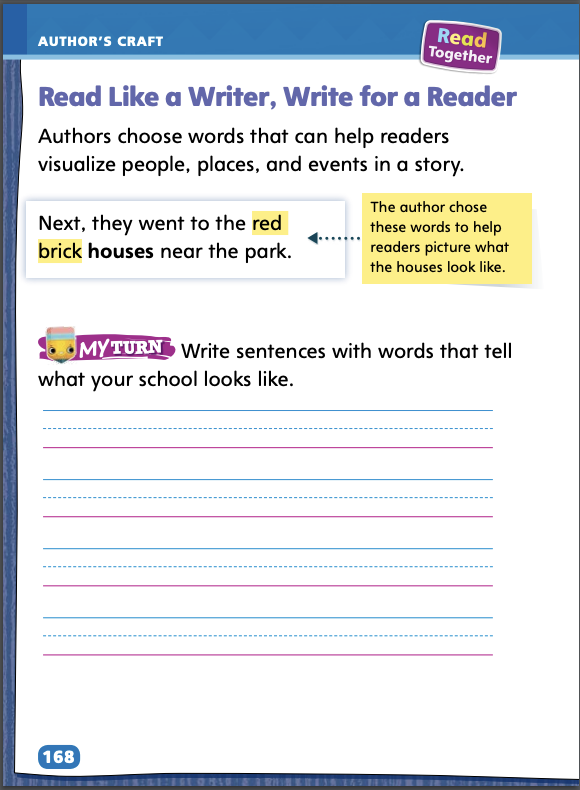 AUTHOR'S CRAFT
Read
Together
Read Like a Writer, Write for a Reader
Authors choose words that can help readers
visualize people, places, and events in a story.
Next, they went to the red
brick houses near the park.
The author chose
these words to help
readers picture what
the houses look like.
MY TURN Write sentences with words that tell
what your school looks like.
168